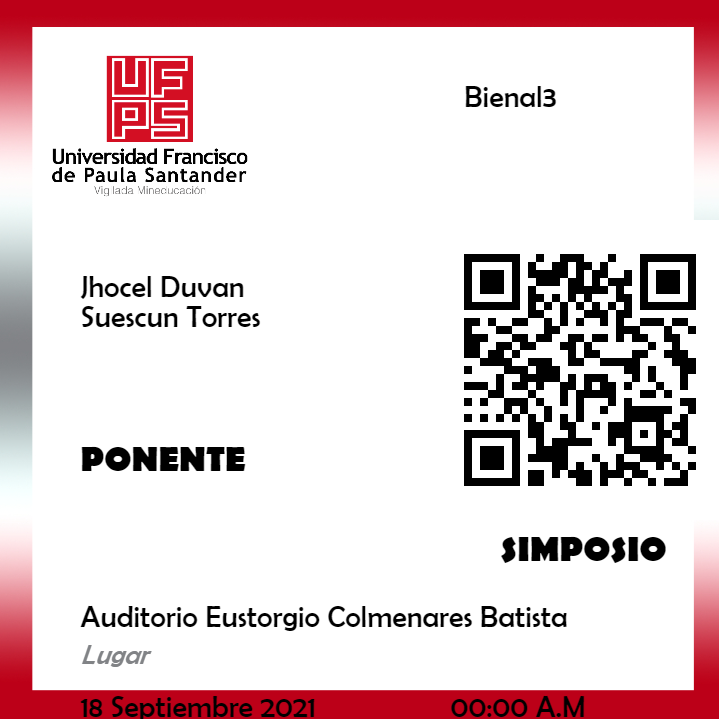 UFPS
Universidad Francisco
de Paula Santander
Vigilada Mineducación
Bienal3
Jhocel Duvan
Suescun Torres
PONENTE
SIMPOSIO
Auditorio Eustorgio Colmenares Batista
Lugar
18 Septiembre 2021
00:00 A.M